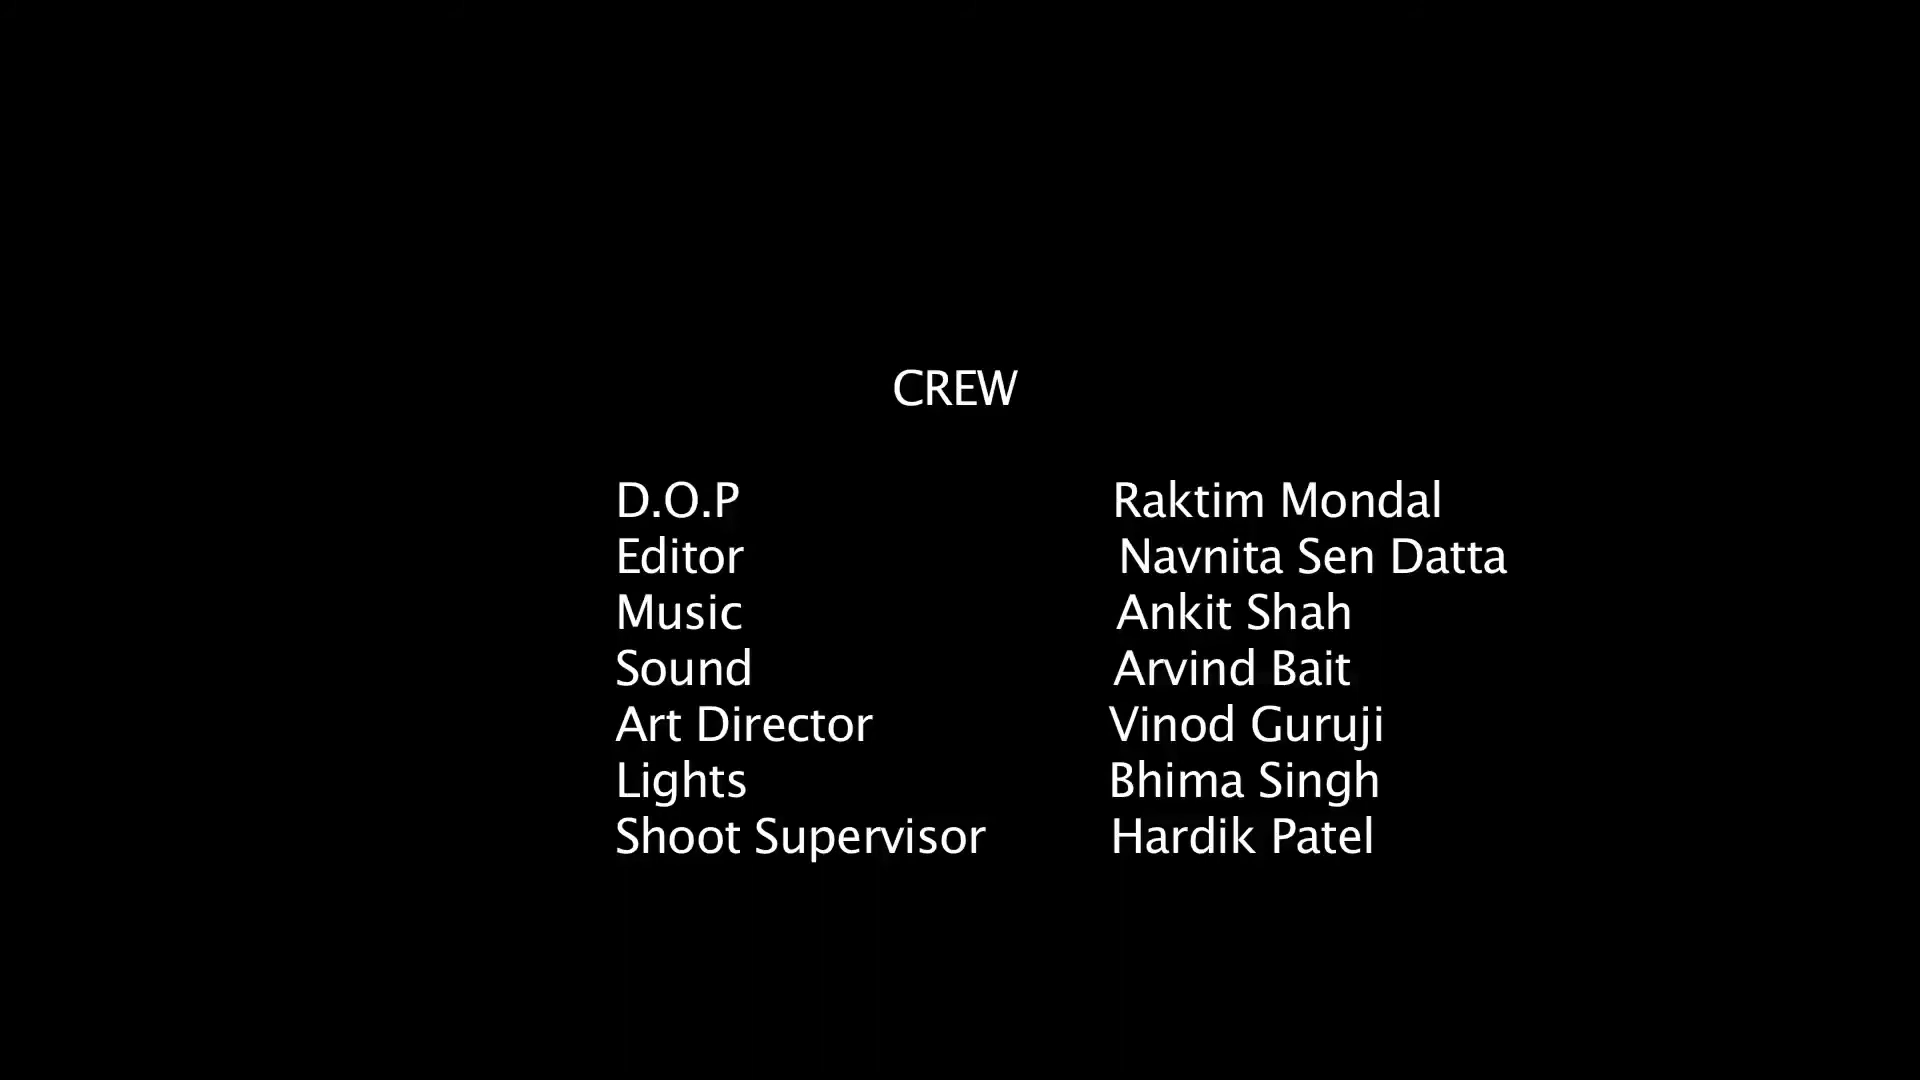 CREW
D.O.P Raktim Mondal
Editor Navnita Sen Datta
Music Ankit Shah
Sound Arvind Bait
Art Director Vinod Guruji
Lights Bhima Singh
Shoot Supervisor Hardik Patel